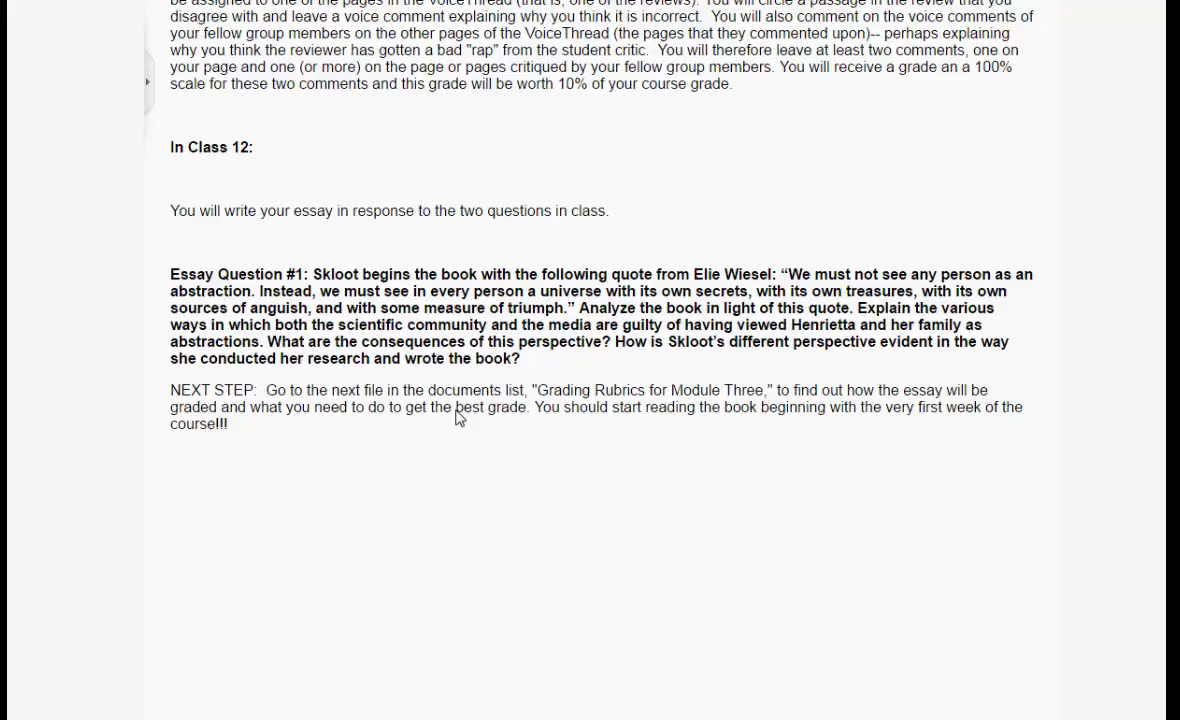 be assigned to one of the pages in the VoiceThread (that is, one of the reviews). You will circle a passage in the review that you
disagree with and leave a voice comment explaining why you think it is incorrect.  You will also comment on the voice comments of
your fellow group members on the other pages of the VoiceThread (the pages that they commented upon)-- perhaps explaining
why you think the reviewer has gotten a bad "rap" from the student critic.  You will therefore leave at least two comments, one on
your page and one (or more) on the page or pages critiqued by your fellow group members. You will receive a grade an a 100%
scale for these two comments and this grade will be worth 10% of your course grade.
In Class 12:
You will write your essay in response to the two questions in class.
Essay Question #1: Skloot begins the book with the following quote from Elie Wiesel: “We must not see any person as an
abstraction. Instead, we must see in every person a universe with its own secrets, with its own treasures, with its own
sources of anguish, and with some measure of triumph.” Analyze the book in light of this quote. Explain the various
ways in which both the scientific community and the media are guilty of having viewed Henrietta and her family as
abstractions. What are the consequences of this perspective? How is Skloot’s different perspective evident in the way
she conducted her research and wrote the book?
NEXT STEP:  Go to the next file in the documents list, "Grading Rubrics for Module Three," to find out how the essay will be
graded and what you need to do to get the best grade. You should start reading the book beginning with the very first week of the
course!!!